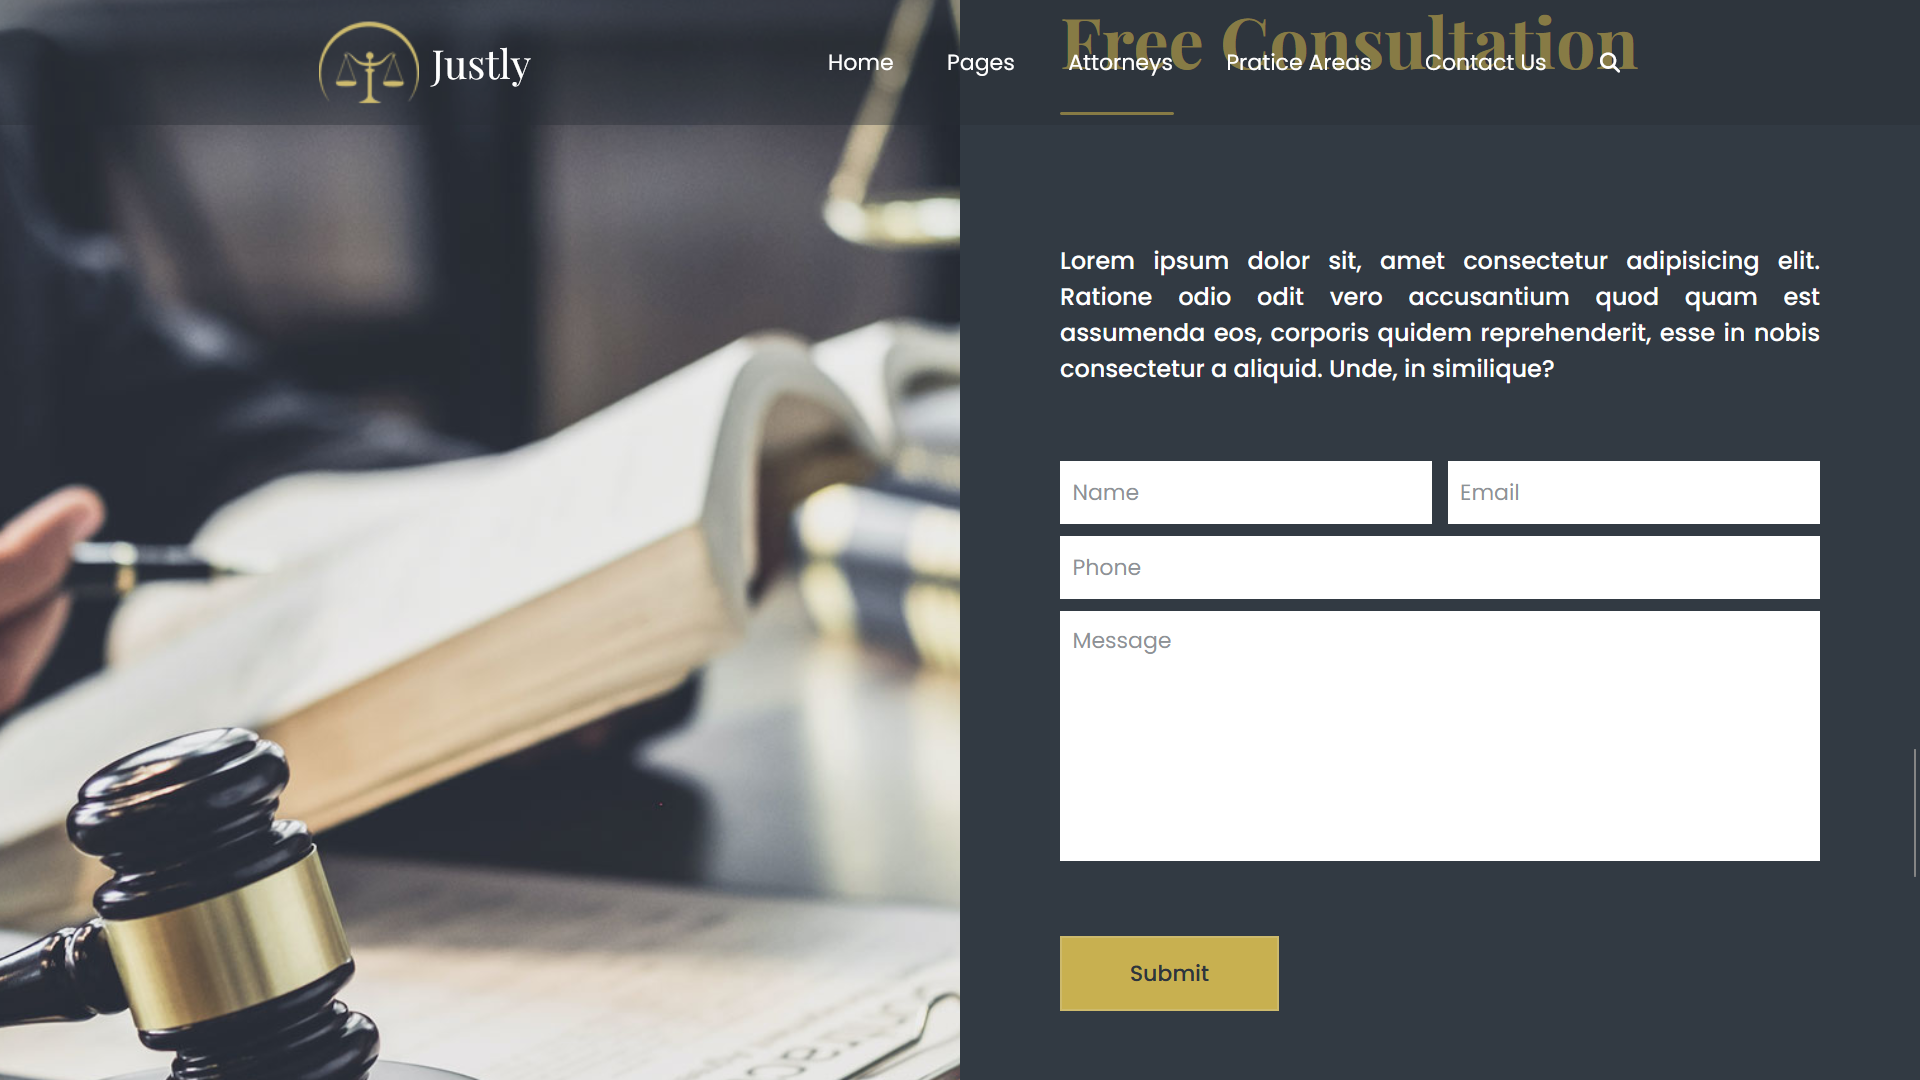 Justly
Home Pages Attorneys Pratice Areas Contact Us
Free Consultation
Lorem ipsum dolor sit, amet consectetur adipisicing elit.
Ratione odio odit vero accusantium quod quam est
assumenda eos, corporis quidem reprehenderit, esse in nobis
consectetur a aliquid. Unde, in similique?
Name
Email
Phone
Message
Submit